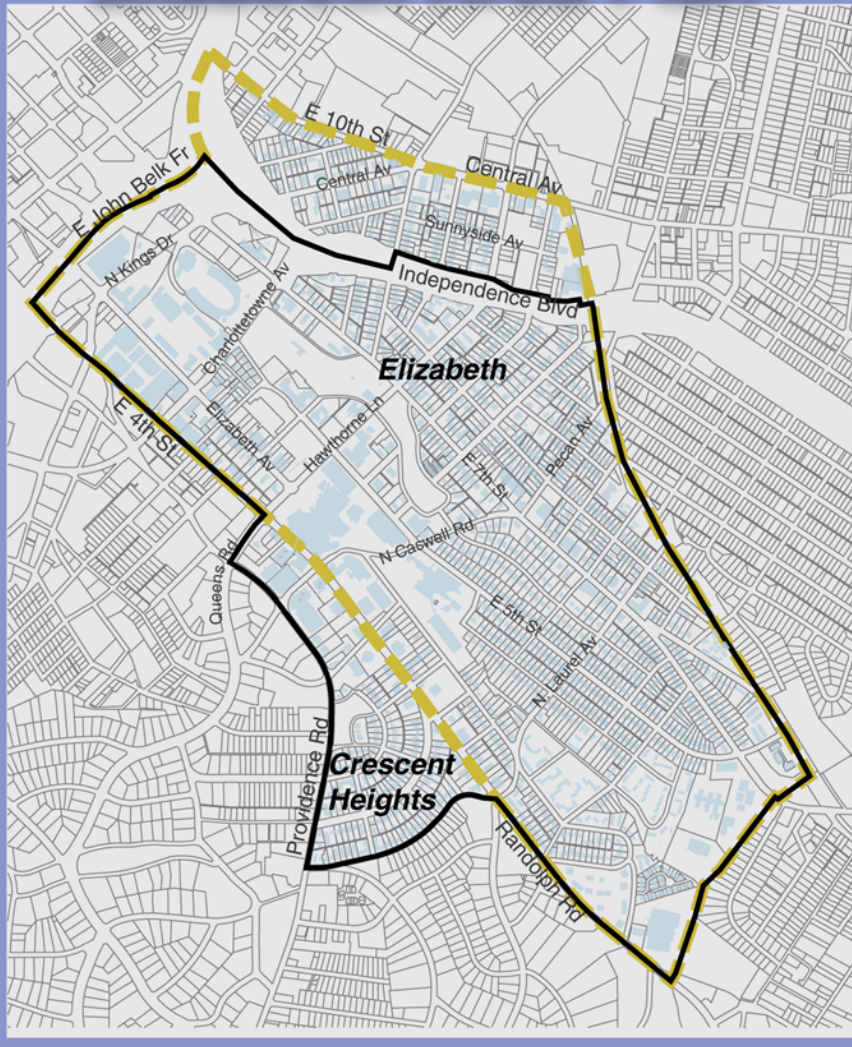 E 10th St
Central Av
Central Av
E John Belk Fr
Sunnyside Av
N Kings Dr
Independence Blvd
Charlottetowne Av
Elizabeth
E 4th St
Elizabeth Av
Hawthorne Ln
Pecan Av
E 7th St
N Caswell Rd
Queens Rd
E 5th St
N. Laurel Av
Providence Rd
Crescent
Heights
Randolph Rd